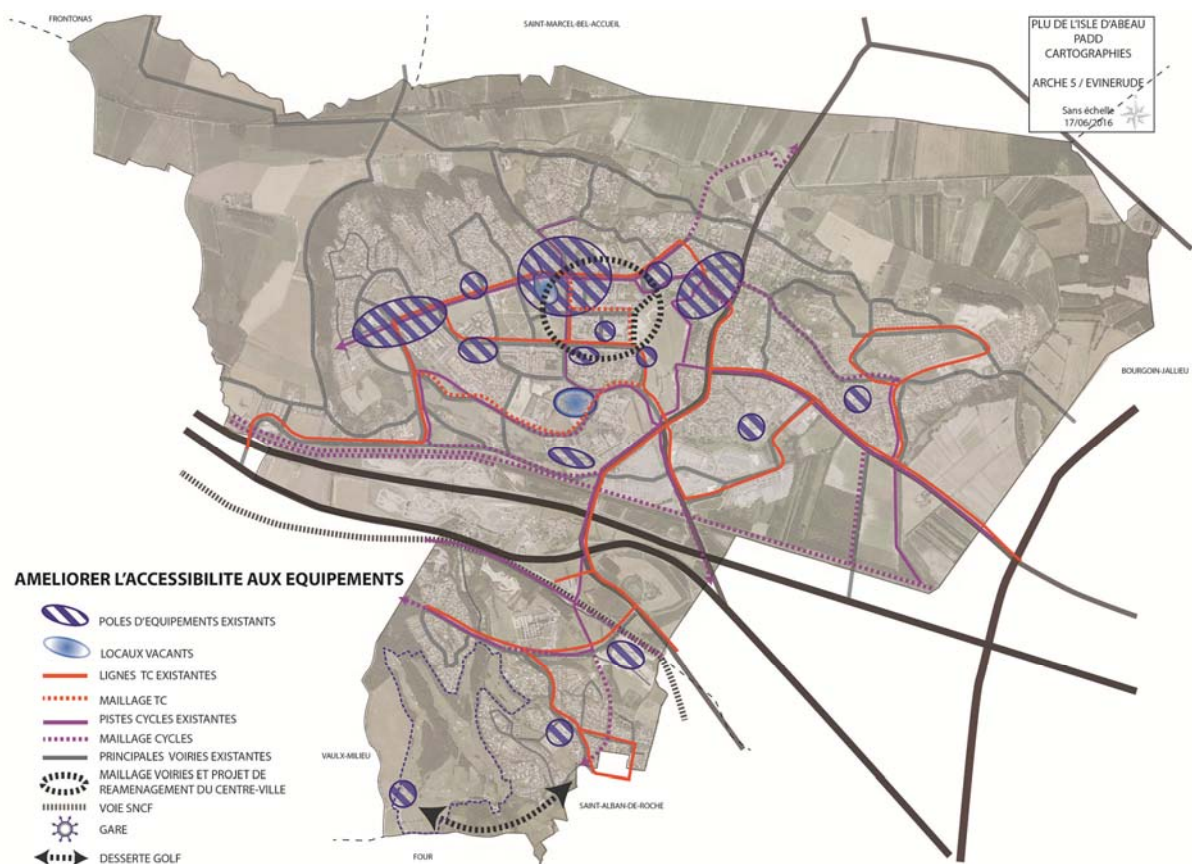 FRONTONAS
SAINT-MARCEL-BEL-ACCUEIL
PLU DE L'ISLE D'ABEAU
PADD
CARTOGRAPHIES
ARCHE 5 / EVINERUDE
Sans échelle
17/06/2016
BOURGOIN-JALLIEU
AMELIORER L'ACCESSIBILITE AUX EQUIPEMENTS
POLES D'EQUIPEMENTS EXISTANTS
LOCAUX VACANTS
LIGNES TC EXISTANTES
MAILLAGE TC
PISTES CYCLES EXISTANTES
MAILLAGE CYCLES
PRINCIPALES VOIRIES EXISTANTES
MAILLAGE VOIRIES ET PROJET DE
REAMENAGEMENT DU CENTRE-VILLE
VOIE SNCF
GARE
DESSERTE GOLF
VAULX-MILIEU
SAINT-ALBAN-DE-ROCHE
FOUR